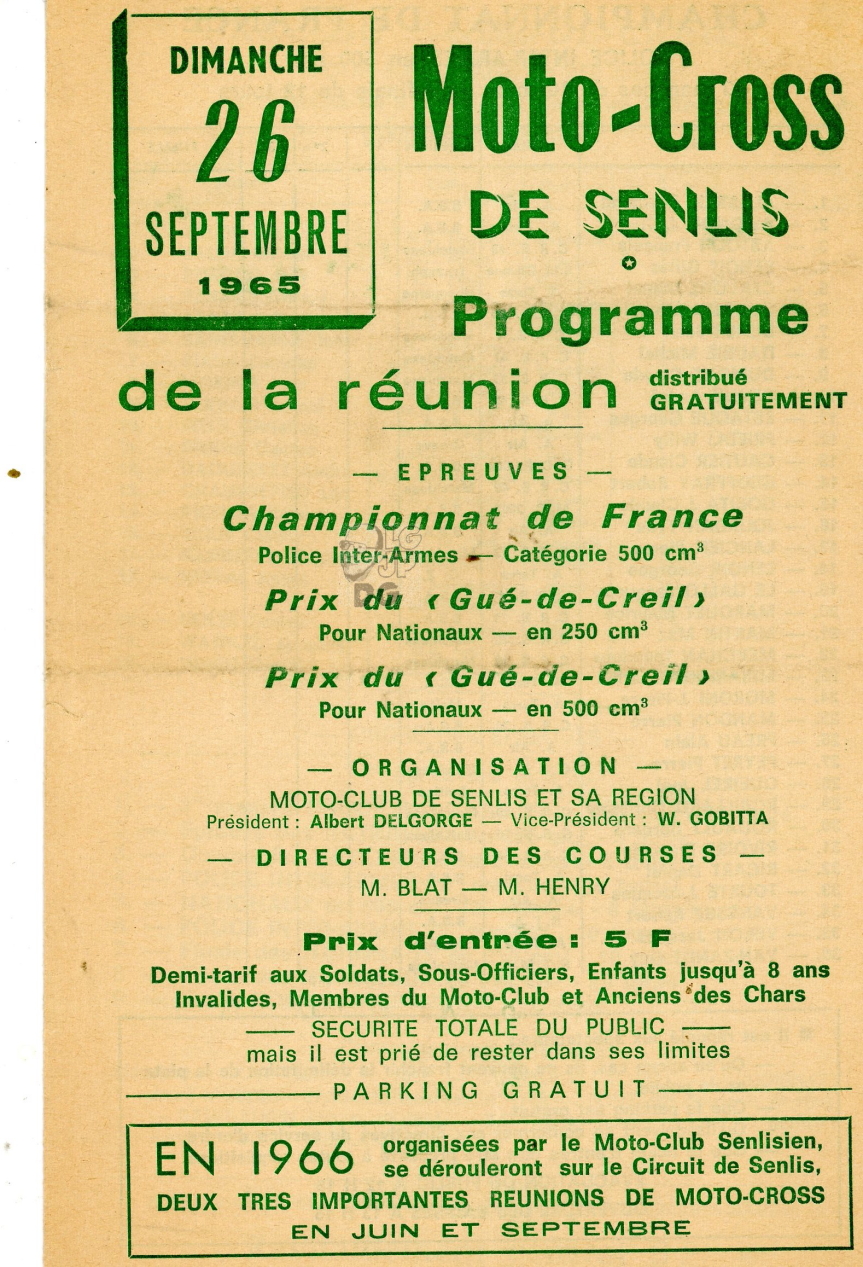 DIMANCHE
26
SEPTEMBRE
1965
Moto-Cross
DE SENLIS
Programme
de la réunion distribué
GRATUITEMENT
— EPREUVES —
Championnat de France
Police Inter-Armes — Catégorie 500 cm³
Prix du ‹ Gué-de-Creil ›
Pour Nationaux — en 250 cm³
Prix du ‹ Gué-de-Creil ›
Pour Nationaux — en 500 cm³
— ORGANISATION —
MOTO-CLUB DE SENLIS ET SA REGION
Président : Albert DELGORGE — Vice-Président : W. GOBITTA
— DIRECTEURS DES COURSES —
M. BLAT — M. HENRY
Prix d'entrée : 5 F
Demi-tarif aux Soldats, Sous-Officiers, Enfants jusqu'à 8 ans
Invalides, Membres du Moto-Club et Anciens des Chars
— SECURITE TOTALE DU PUBLIC —
mais il est prié de rester dans ses limites
— PARKING GRATUIT —
EN 1966 organisées par le Moto-Club Senlisien,
se dérouleront sur le Circuit de Senlis,
DEUX TRES IMPORTANTES REUNIONS DE MOTO-CROSS
EN JUIN ET SEPTEMBRE